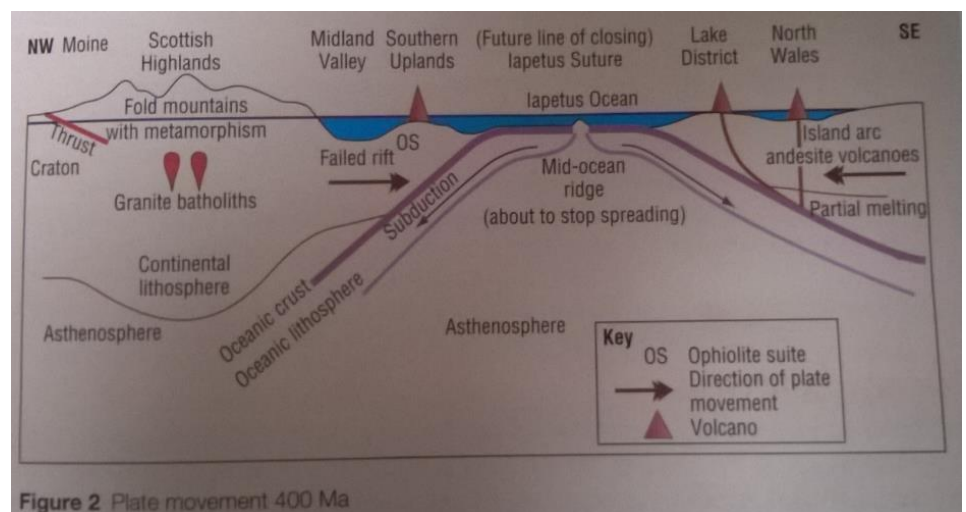 NW Moine
Scottish
Highlands
Midland
Valley
Southern
Uplands
(Future line of closing)
Iapetus Suture
Lake
District
North
Wales
SE
Fold mountains
with metamorphism
Iapetus Ocean
Thrust
OS
Island arc
andesite volcanoes
Craton
Failed rift
Granite batholiths
Subduction
Mid-ocean
ridge
(about to stop spreading)
Partial melting
Continental
lithosphere
Oceanic crust
Oceanic lithosphere
Asthenosphere
Asthenosphere
Key
OS Ophiolite suite
Direction of plate
movement
Volcano
Figure 2 Plate movement 400 Ma